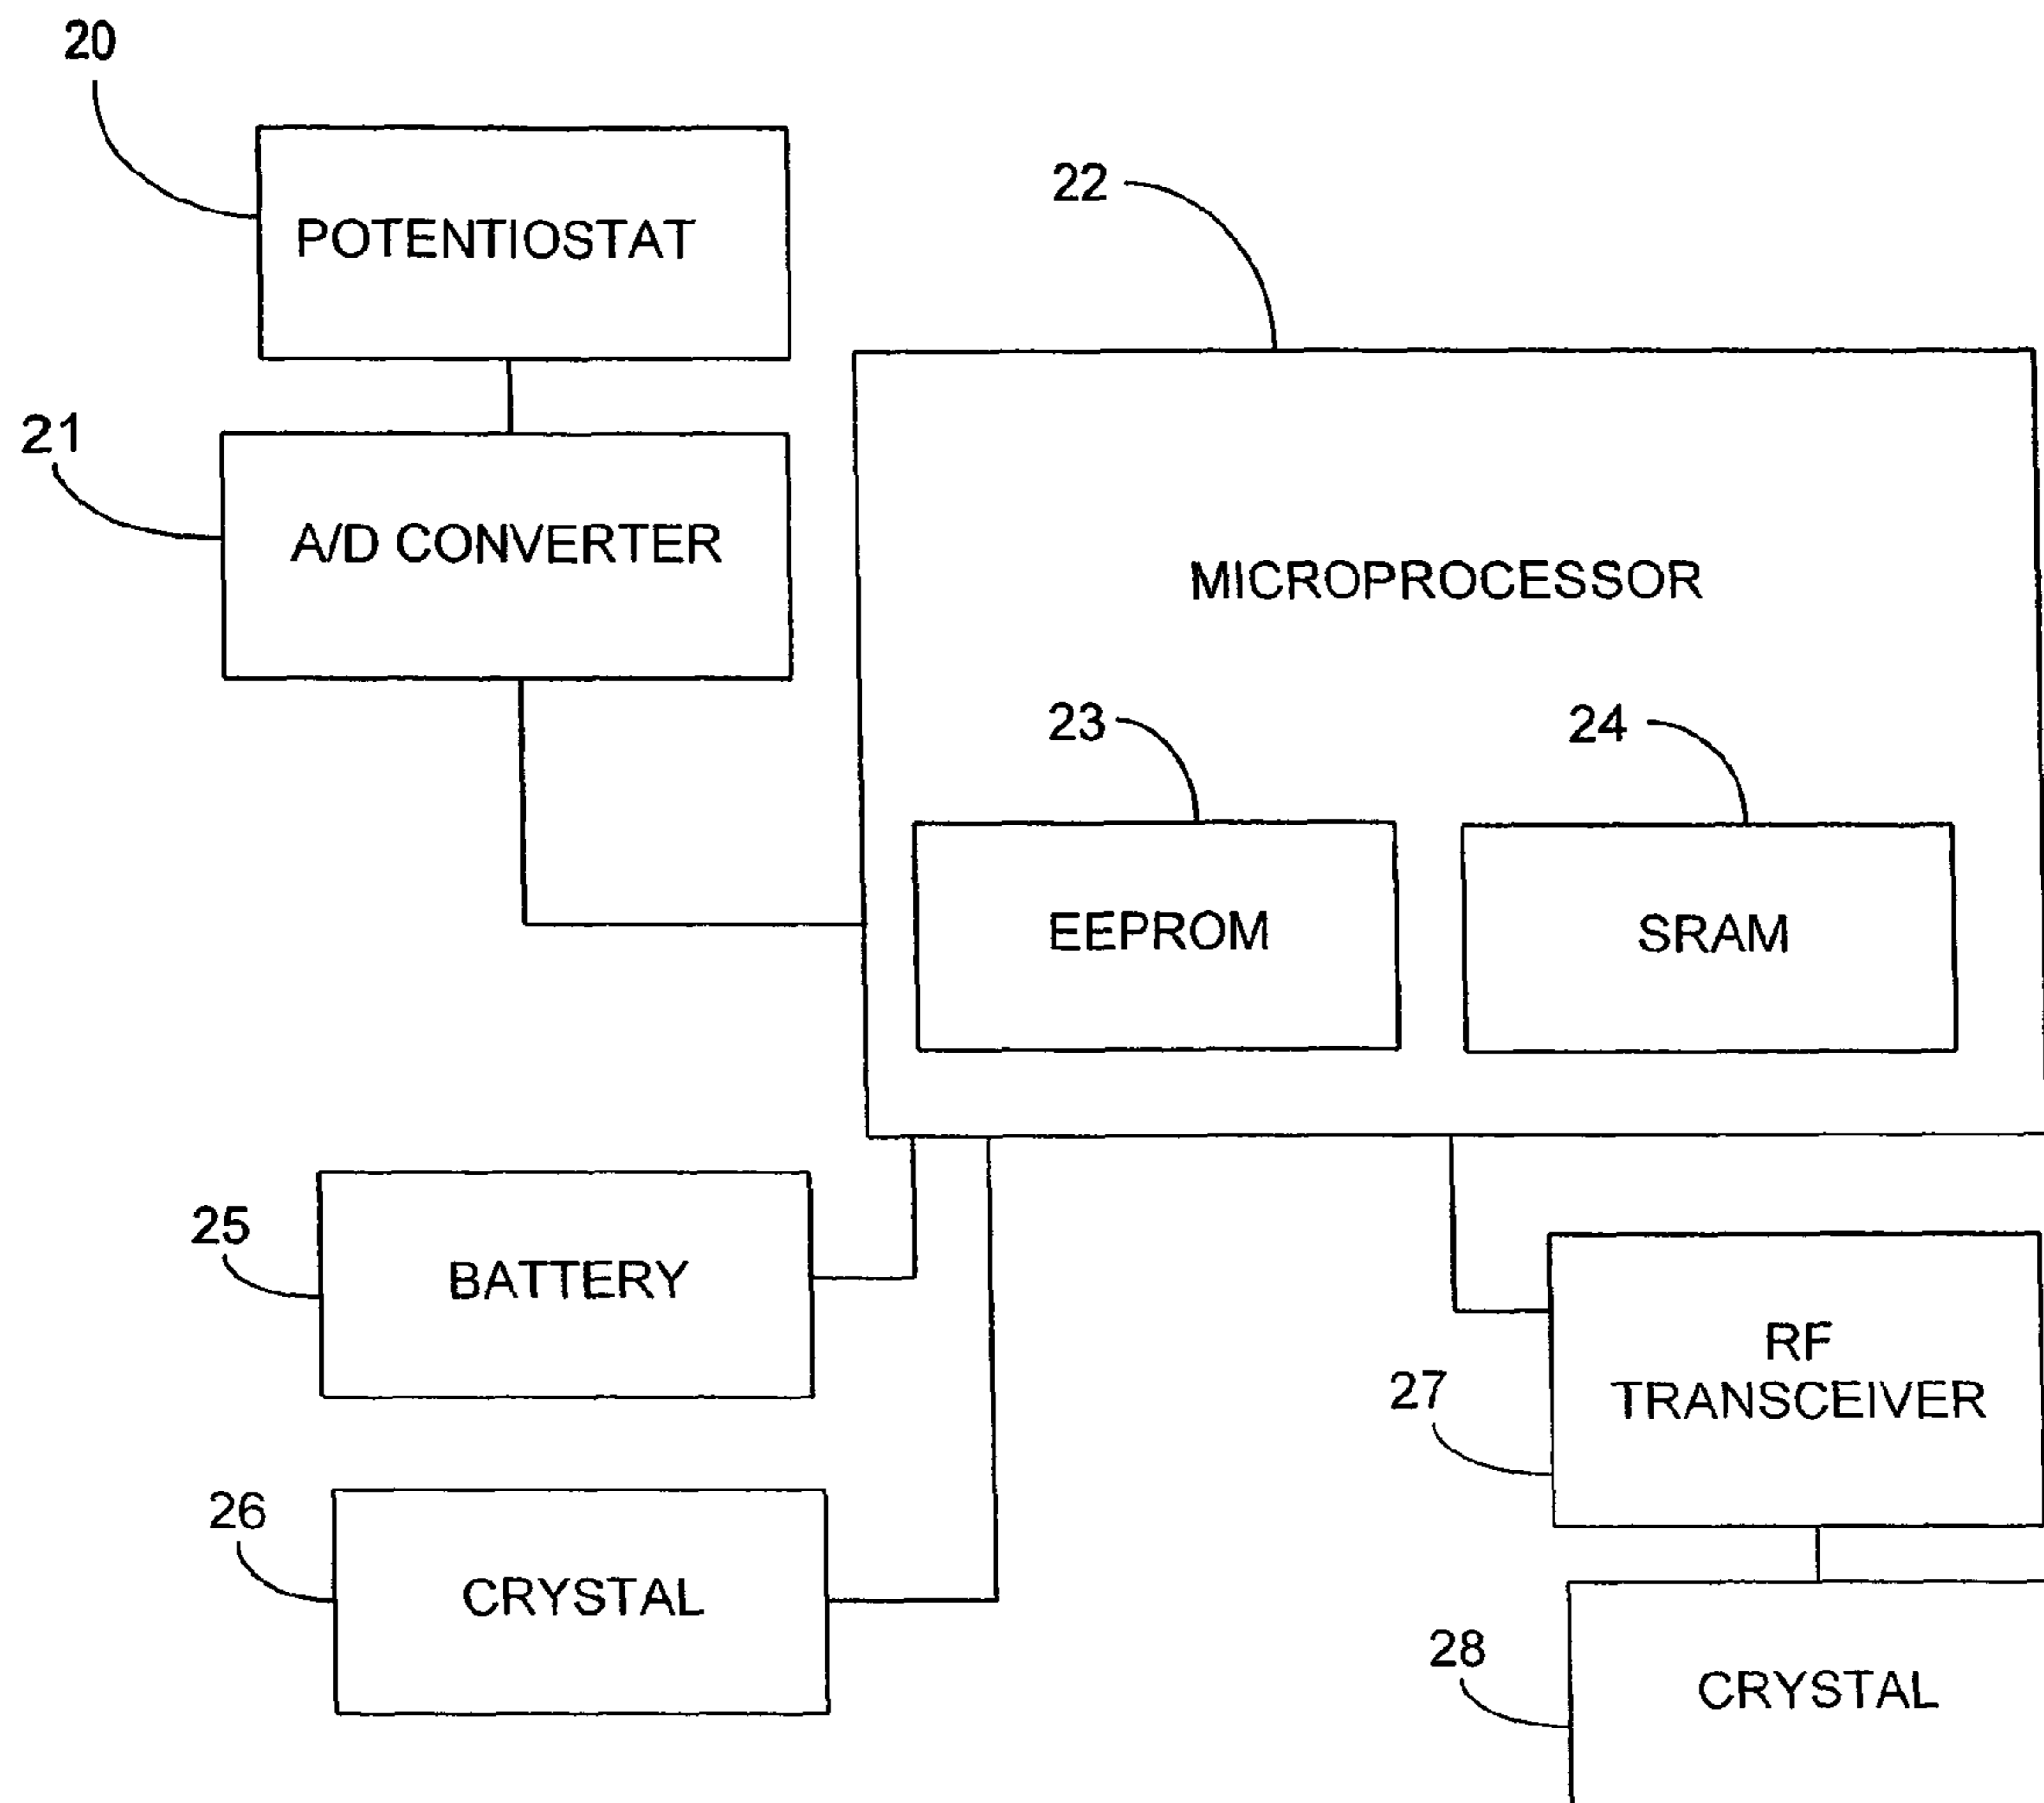 20
POTENTIOSTAT
22
21
A/D CONVERTER
MICROPROCESSOR
23
24
EEPROM
SRAM
25
BATTERY
RF
TRANSCEIVER
27
26
CRYSTAL
28
CRYSTAL